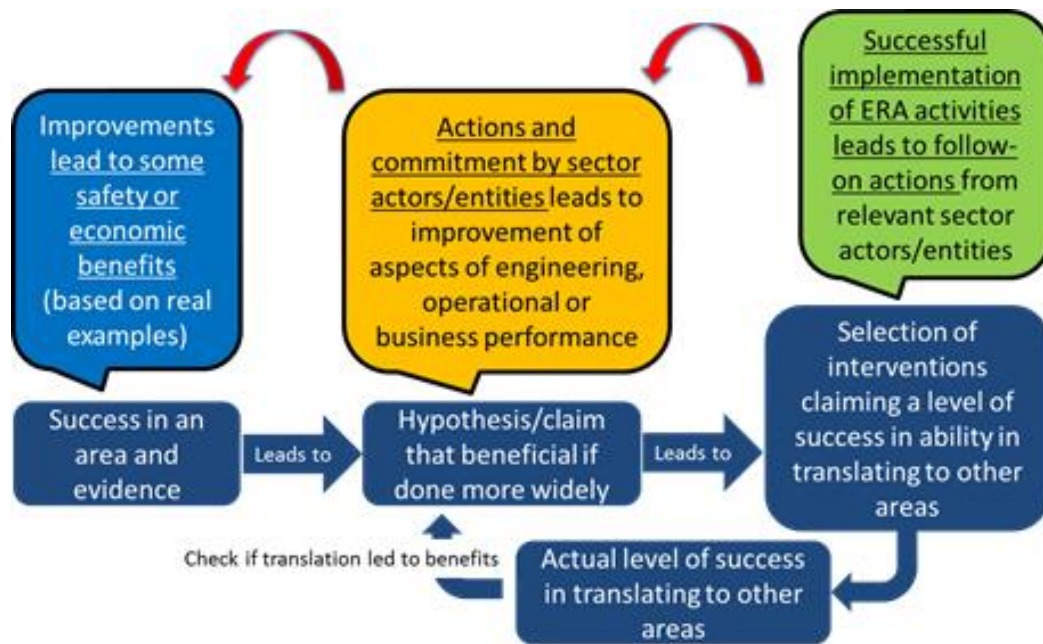 Improvements
lead to some
safety or
economic
benefits
(based on real
examples)
Actions and
commitment by sector
actors/entities leads to
improvement of
aspects of engineering,
operational or
business performance
Successful
implementation
of ERA activities
leads to follow-
on actions from
relevant sector
actors/entities
Success in an
area and
evidence
Leads to
Hypothesis/claim
that beneficial if
done more widely
Leads to
Selection of
interventions
claiming a level of
success in ability in
translating to other
areas
Check if translation led to benefits
Actual level of success
in translating to other
areas